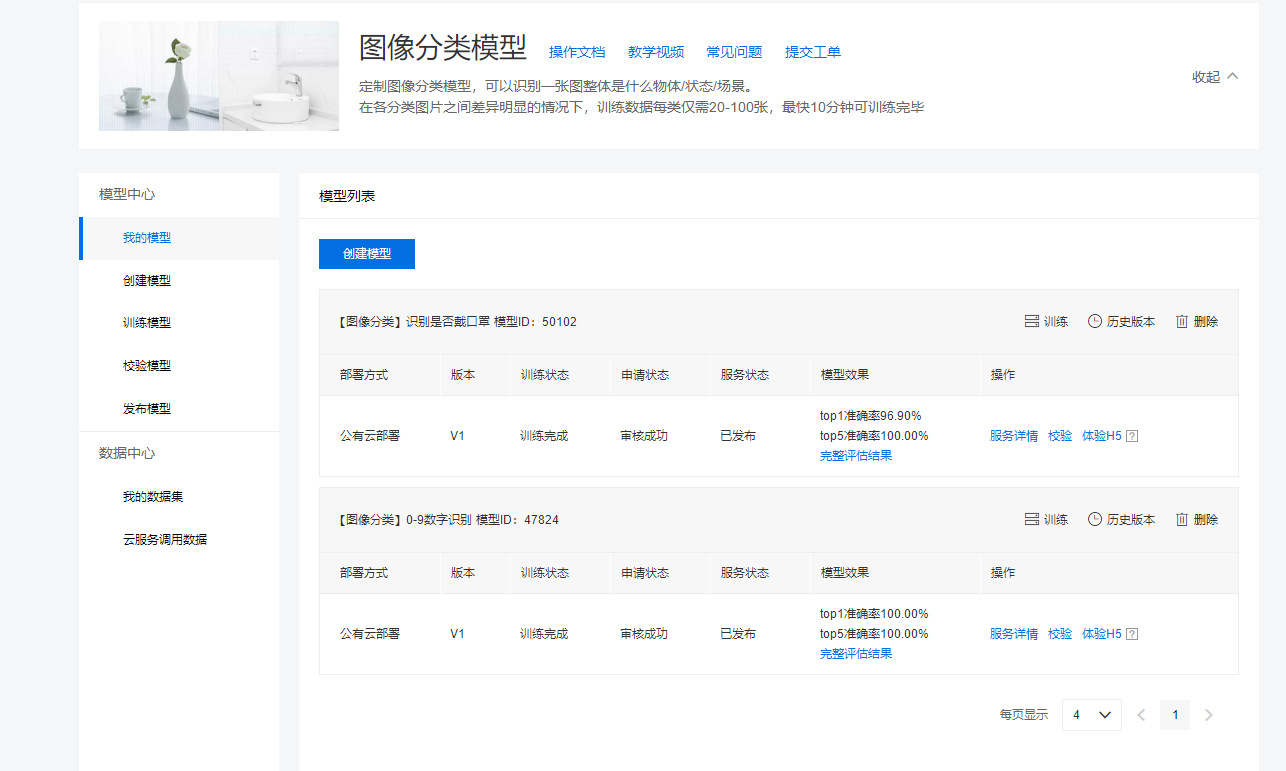 图像分类模型 操作文档 教学视频 常见问题 提交工单
定制图像分类模型，可以识别一张图整体是什么物体/状态/场景。
在各分类图片之间差异明显的情况下，训练数据每类仅需20-100张，最快10分钟可训练完毕
收起
模型中心
我的模型
创建模型
训练模型
校验模型
发布模型
数据中心
我的数据集
云服务调用数据
模型列表
创建模型
【图像分类】识别是否戴口罩 模型ID：50102 训练 历史版本 删除
部署方式 版本 训练状态 申请状态 服务状态 模型效果 操作
公有云部署 V1 训练完成 审核成功 已发布 top1准确率96.90%
top5准确率100.00%
完整评估结果
服务详情 校验 体验H5 ?
【图像分类】0-9数字识别 模型ID：47824 训练 历史版本 删除
部署方式 版本 训练状态 申请状态 服务状态 模型效果 操作
公有云部署 V1 训练完成 审核成功 已发布 top1准确率100.00%
top5准确率100.00%
完整评估结果
服务详情 校验 体验H5 ?
每页显示 4 1